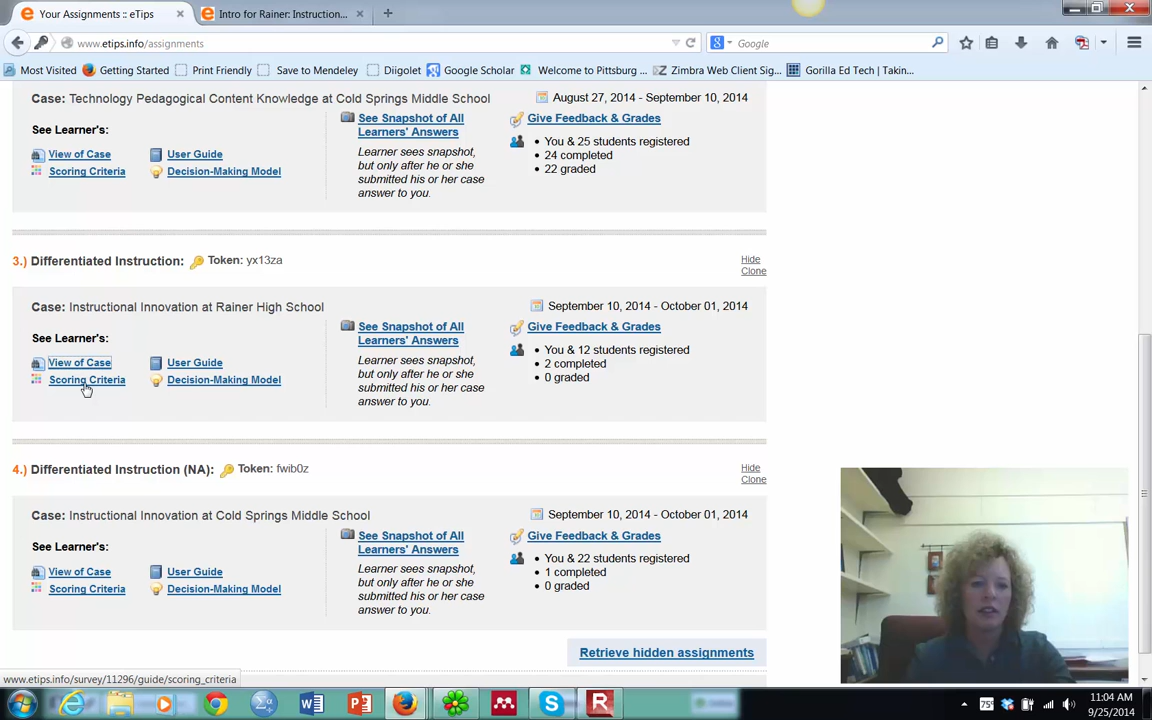 Your Assignments :: eTips
Intro for Rainer: Instruction...
www.etips.info/assignments
Google
Most Visited
Getting Started
Print Friendly
Save to Mendeley
Diigolet
Google Scholar
Welcome to Pittsburg ...
Zimbra Web Client Sig...
Gorilla Ed Tech | Takin...
Case: Technology Pedagogical Content Knowledge at Cold Springs Middle School
August 27, 2014 - September 10, 2014
See Learner's:
View of Case
User Guide
Scoring Criteria
Decision-Making Model
See Snapshot of All
Learners' Answers
Learner sees snapshot,
but only after he or she
submitted his or her case
answer to you.
Give Feedback & Grades
You & 25 students registered
24 completed
22 graded
3.) Differentiated Instruction: Token: yx13za
Hide
Clone
Case: Instructional Innovation at Rainer High School
September 10, 2014 - October 01, 2014
See Learner's:
View of Case
User Guide
Scoring Criteria
Decision-Making Model
See Snapshot of All
Learners' Answers
Learner sees snapshot,
but only after he or she
submitted his or her case
answer to you.
Give Feedback & Grades
You & 12 students registered
2 completed
0 graded
4.) Differentiated Instruction (NA): Token: fwib0z
Hide
Clone
Case: Instructional Innovation at Cold Springs Middle School
September 10, 2014 - October 01, 2014
See Learner's:
View of Case
User Guide
Scoring Criteria
Decision-Making Model
See Snapshot of All
Learners' Answers
Learner sees snapshot,
but only after he or she
submitted his or her case
answer to you.
Give Feedback & Grades
You & 22 students registered
1 completed
0 graded
Retrieve hidden assignments
www.etips.info/survey/11296/guide/scoring_criteria
75%
11:04 AM
9/25/2014